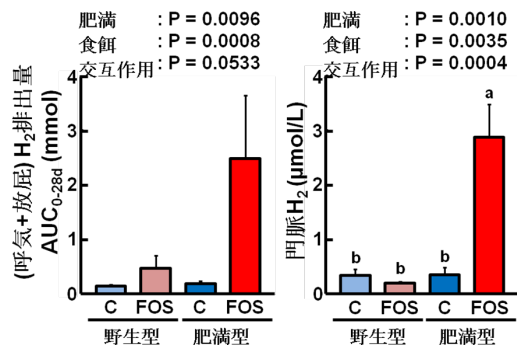 肥満 : P = 0.0096
食餌 : P = 0.0008
交互作用 : P = 0.0533
(呼気+放屁) H2排出量
AUC0-28d (mmol)
4
3
2
1
0
C FOS C FOS
野生型 肥満型
肥満 : P = 0.0010
食餌 : P = 0.0035
交互作用 : P = 0.0004
門脈H2 (μmol/L)
4
3
2
1
0
b b b a
C FOS C FOS
野生型 肥満型